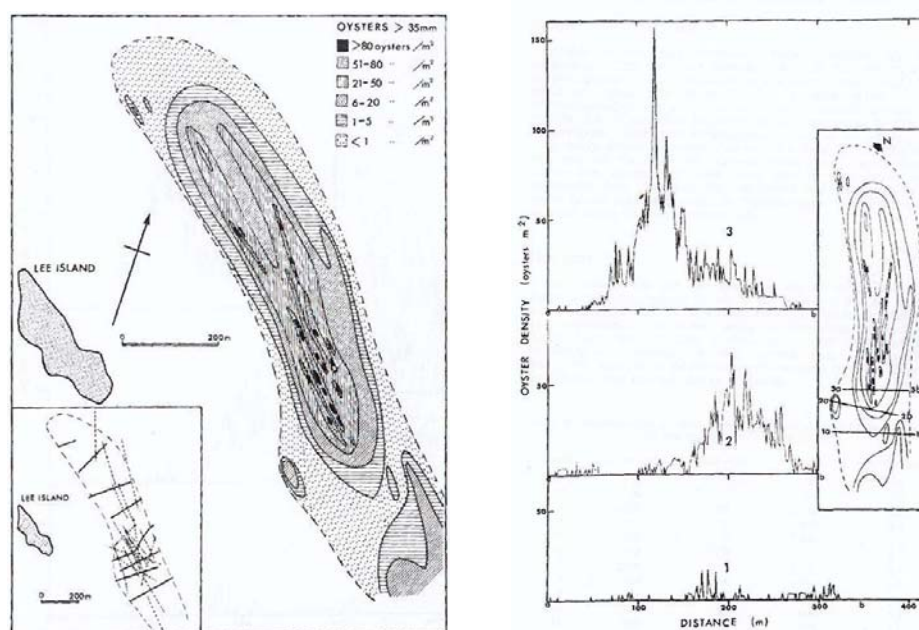 OYSTERS > 35mm
>80 oysters /m²
51-80 " /m²
21-50 " /m²
6-20 " /m²
1-5 " /m²
<1 " /m²
LEE ISLAND
0 200m
LEE ISLAND
0 200 m
OYSTER DENSITY (oysters m²)
150
100
50
3
50
2
50
1
0 100 200 300 400
DISTANCE (m)
N